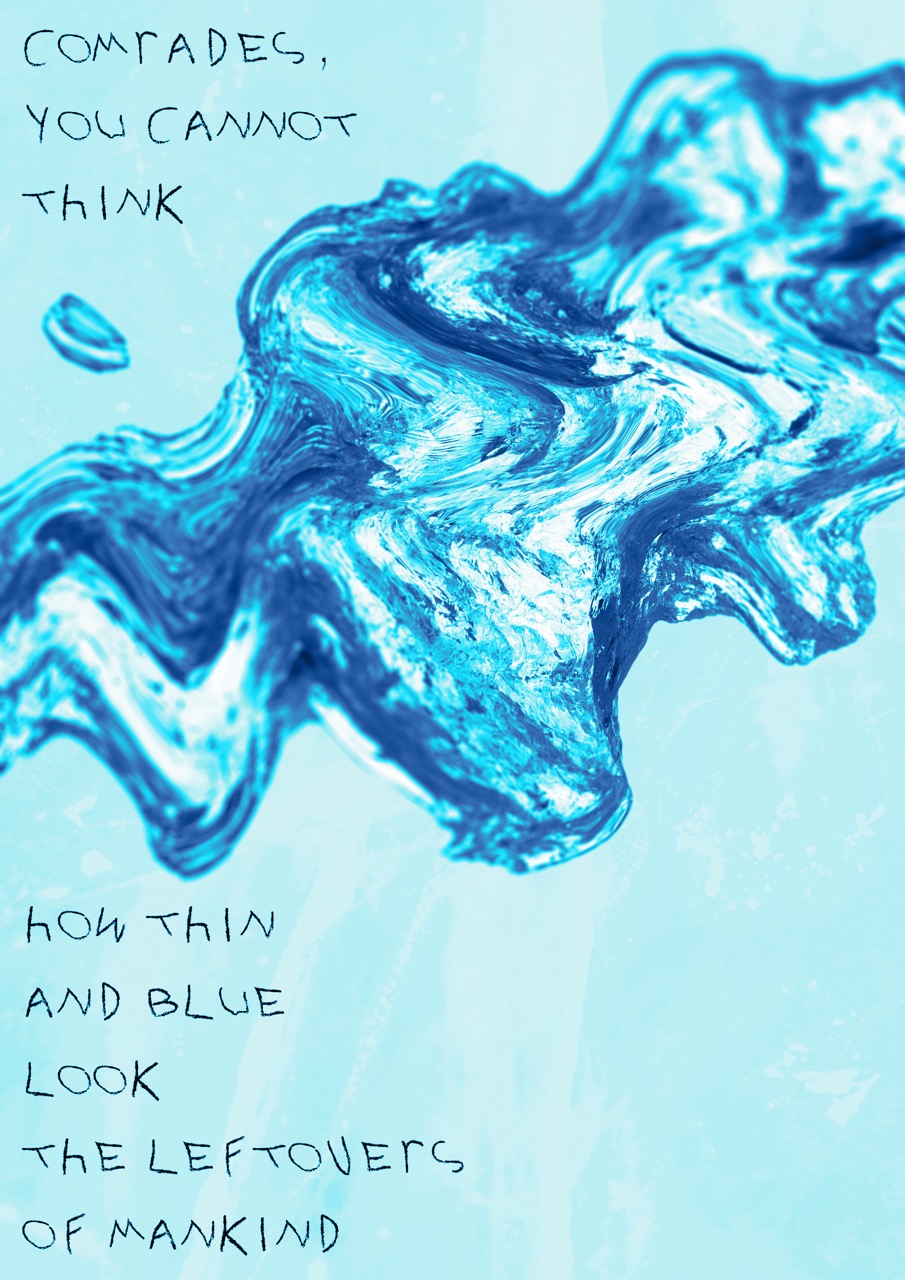 COMrADES,
YOU CANNOT
ThINK
hOW ThIN
AND BLUE
LOOK
ThE LEFTOVErS
OF MANKIND